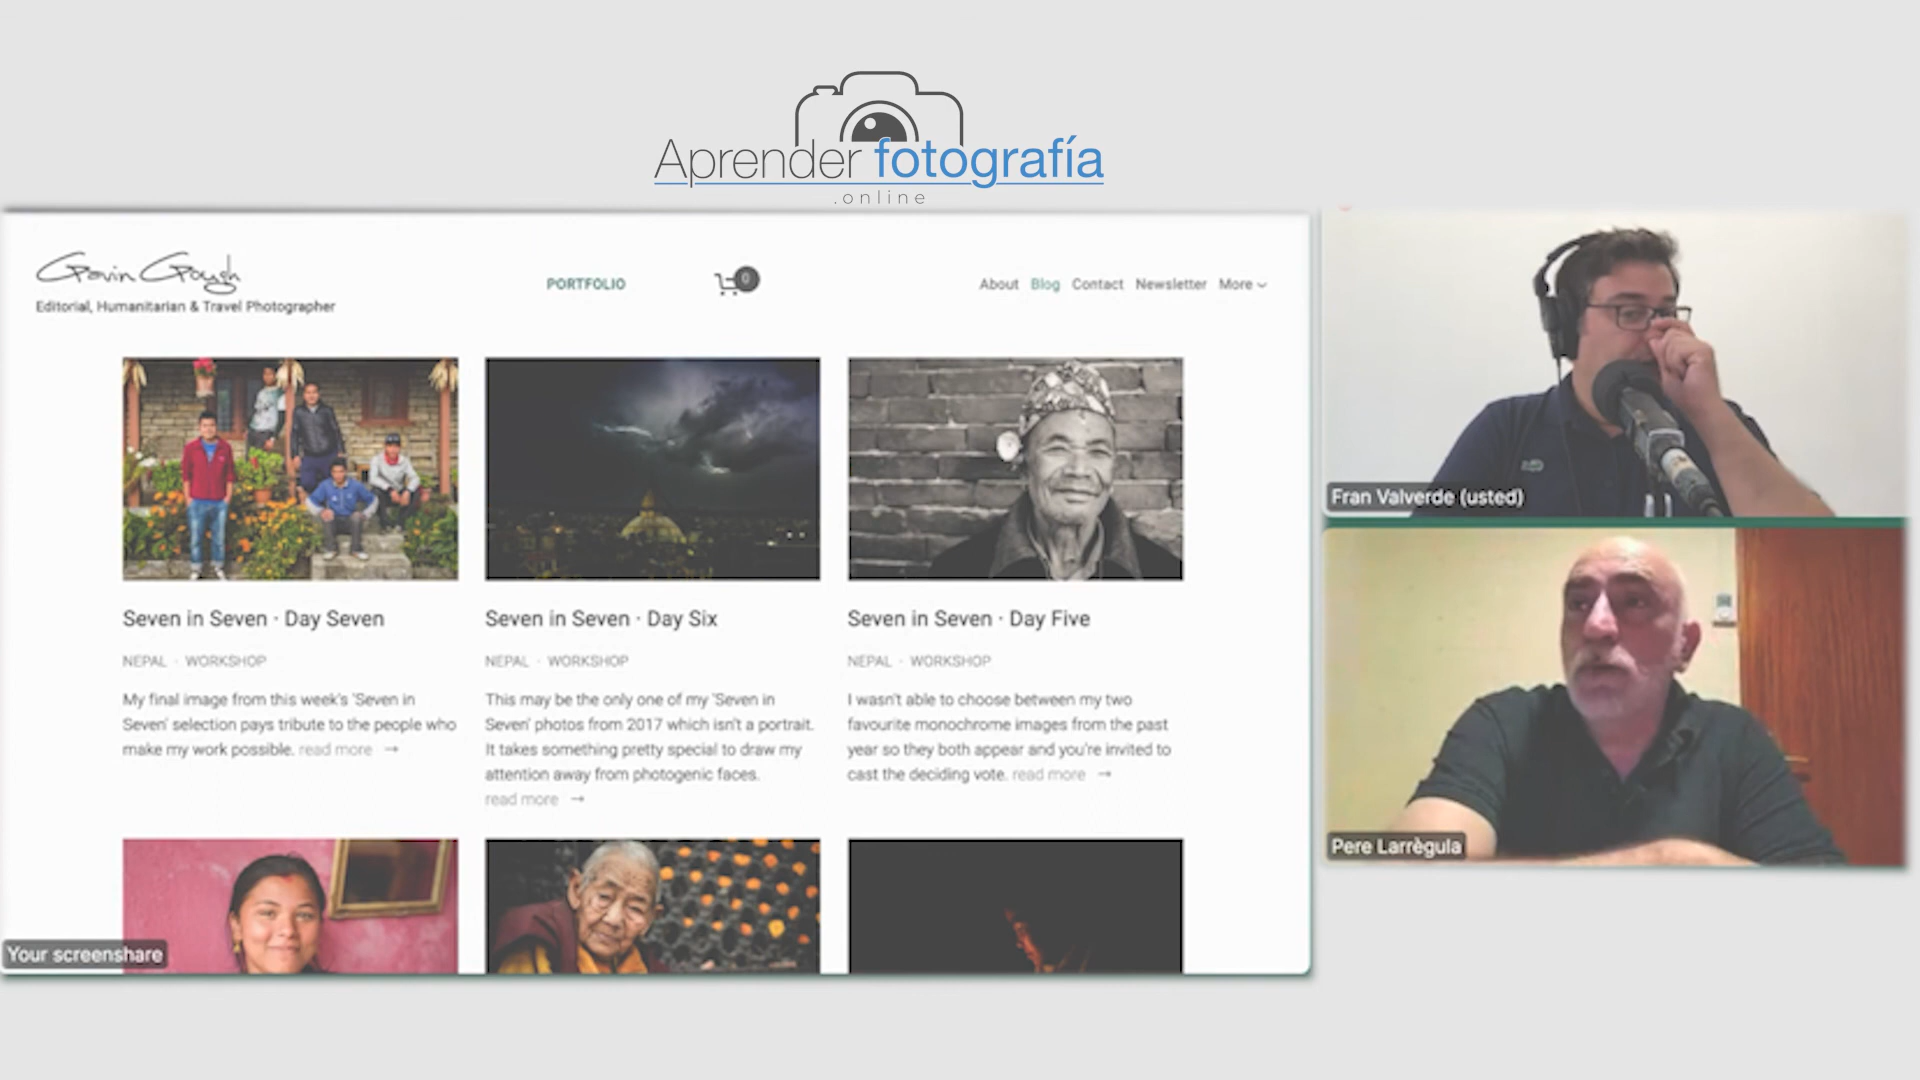 Aprender fotografía
.online
Gavin Gough
Editorial, Humanitarian & Travel Photographer
PORTFOLIO
0
About Blog Contact Newsletter More
Seven in Seven · Day Seven
NEPAL · WORKSHOP
My final image from this week's 'Seven in
Seven' selection pays tribute to the people who
make my work possible. read more →
Seven in Seven · Day Six
NEPAL · WORKSHOP
This may be the only one of my 'Seven in
Seven' photos from 2017 which isn't a portrait.
It takes something pretty special to draw my
attention away from photogenic faces.
read more →
Seven in Seven · Day Five
NEPAL · WORKSHOP
I wasn't able to choose between my two
favourite monochrome images from the past
year so they both appear and you're invited to
cast the deciding vote. read more →
Your screenshare
Fran Valverde (usted)
Pere Larrègula